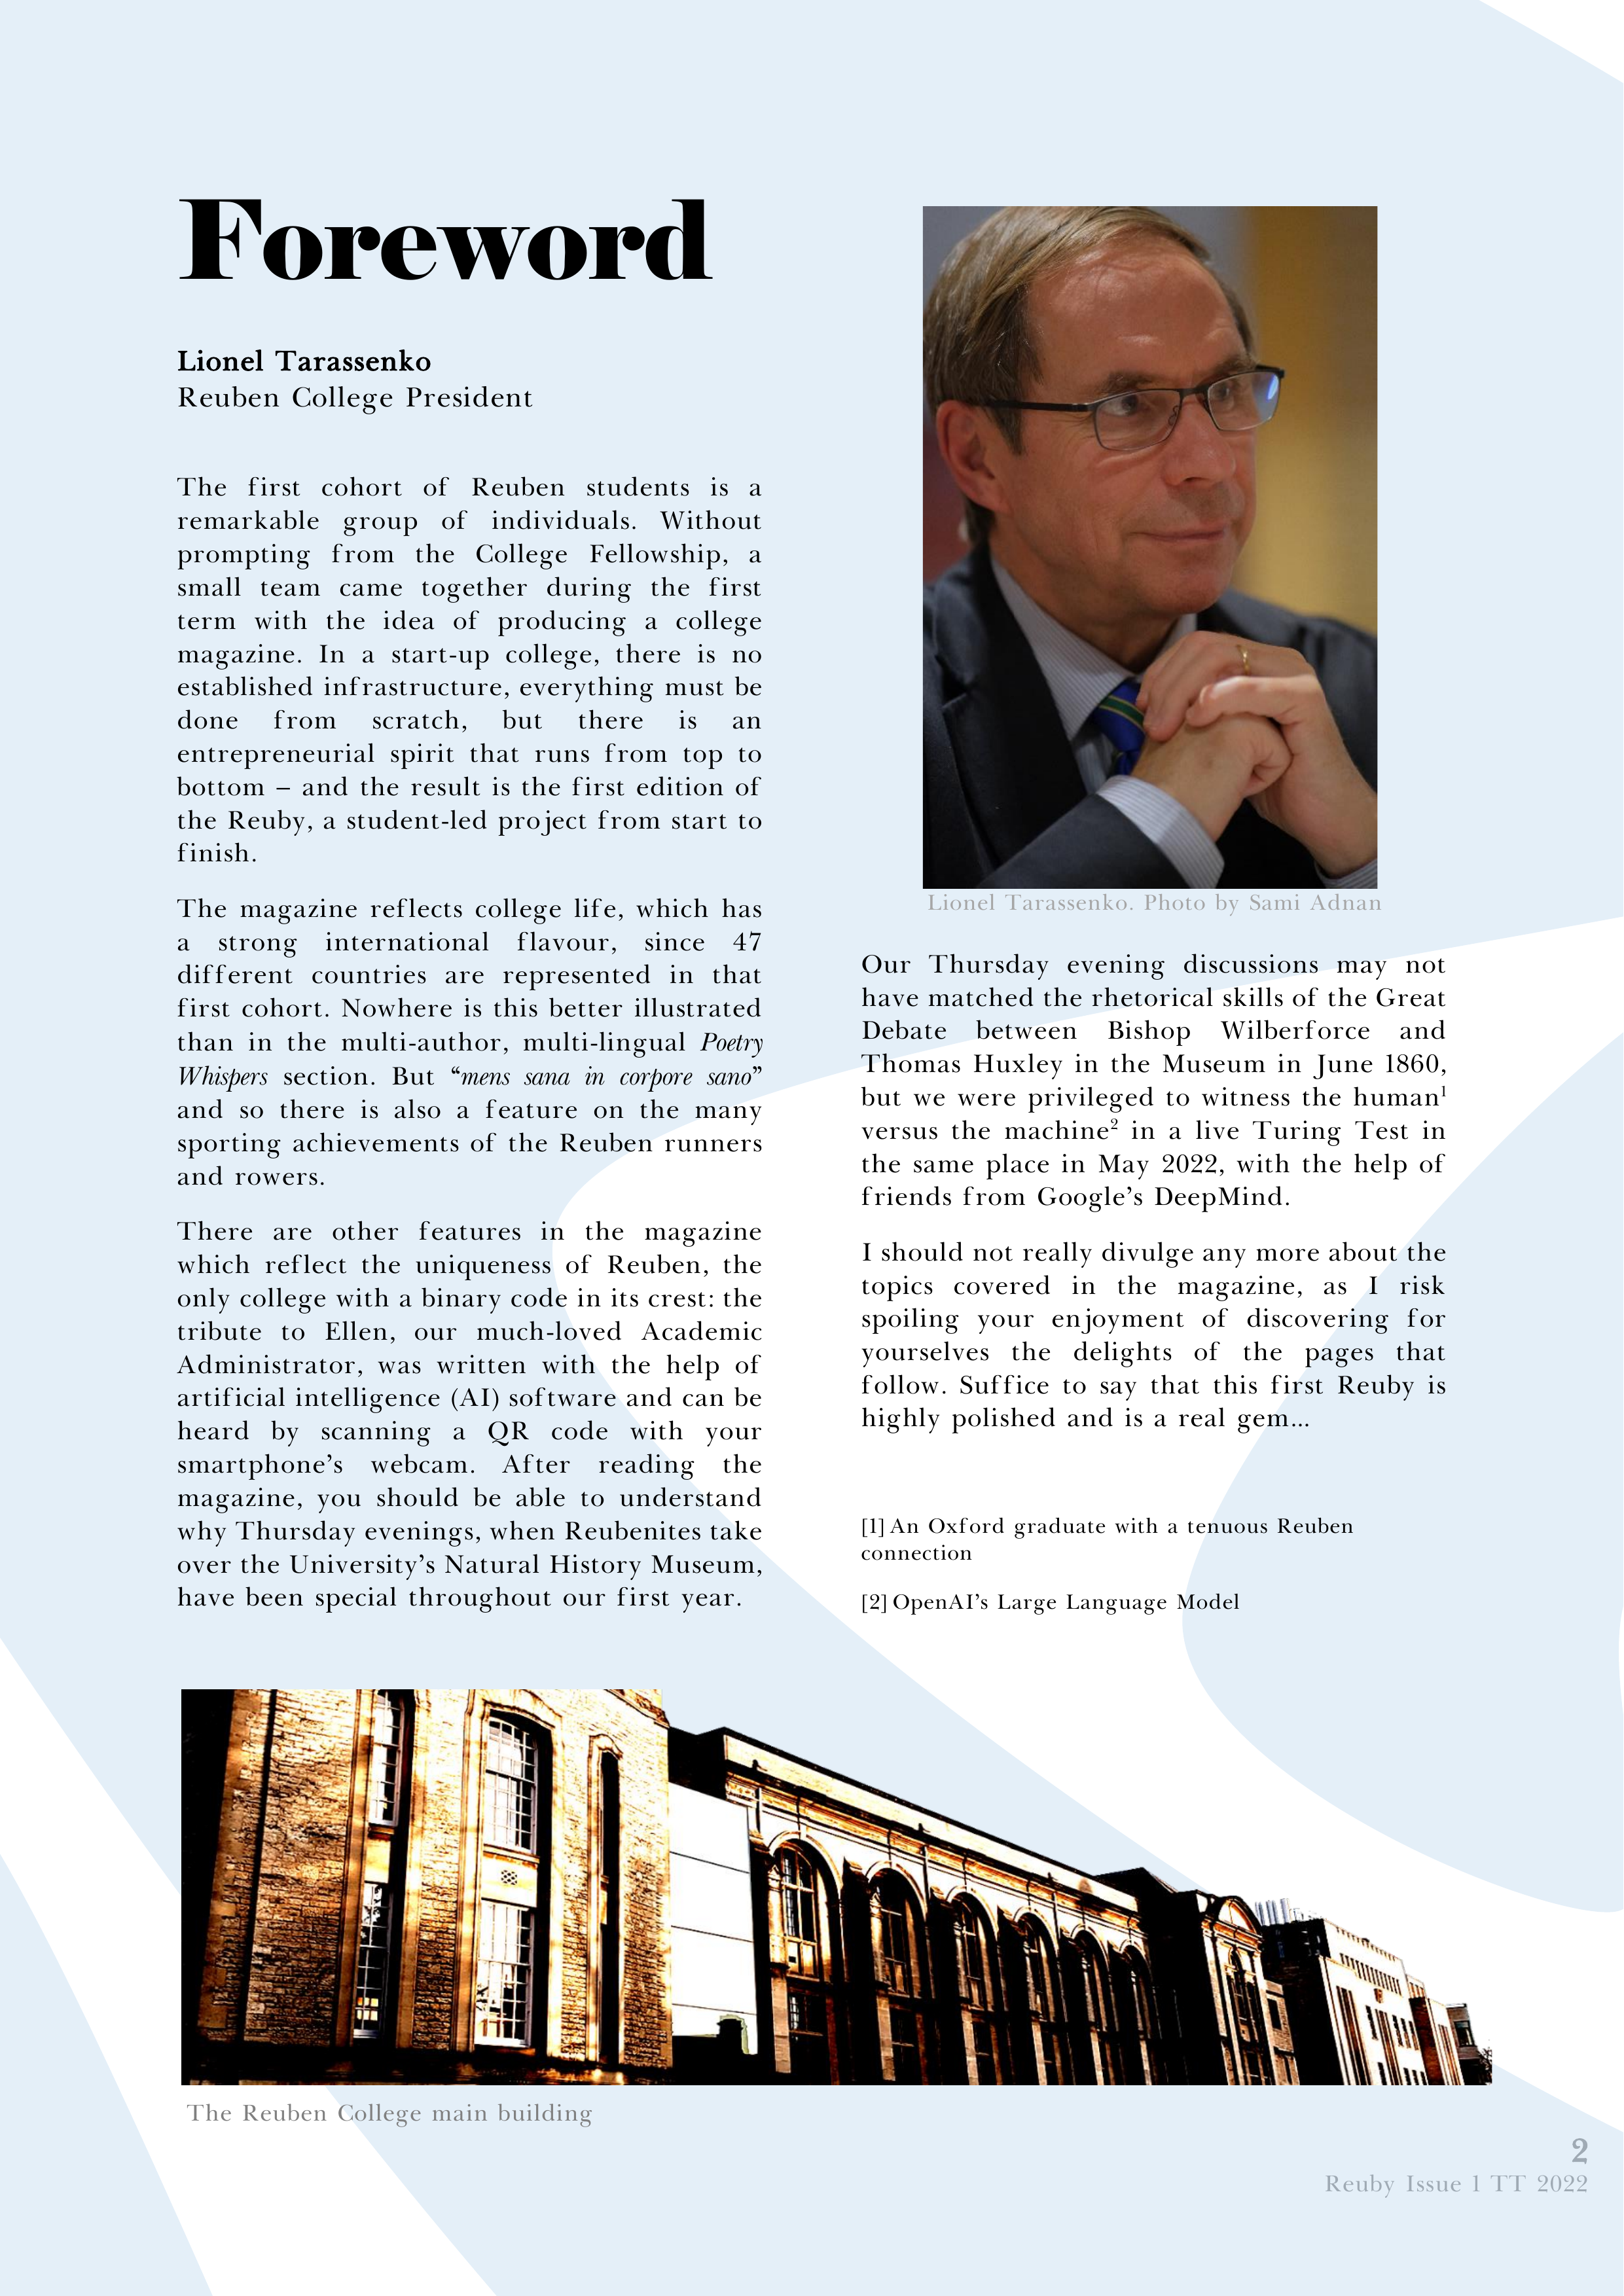 Foreword
Lionel Tarassenko
Reuben College President
The first cohort of Reuben students is a
remarkable group of individuals. Without
prompting from the College Fellowship, a
small team came together during the first
term with the idea of producing a college
magazine. In a start-up college, there is no
established infrastructure, everything must be
done from scratch, but there is an
entrepreneurial spirit that runs from top to
bottom – and the result is the first edition of
the Reuby, a student-led project from start to
finish.
The magazine reflects college life, which has
a strong international flavour, since 47
different countries are represented in that
first cohort. Nowhere is this better illustrated
than in the multi-author, multi-lingual Poetry
Whispers section. But “mens sana in corpore sano”
and so there is also a feature on the many
sporting achievements of the Reuben runners
and rowers.
There are other features in the magazine
which reflect the uniqueness of Reuben, the
only college with a binary code in its crest: the
tribute to Ellen, our much-loved Academic
Administrator, was written with the help of
artificial intelligence (AI) software and can be
heard by scanning a QR code with your
smartphone’s webcam. After reading the
magazine, you should be able to understand
why Thursday evenings, when Reubenites take
over the University’s Natural History Museum,
have been special throughout our first year.
Lionel Tarassenko. Photo by Sami Adnan
Our Thursday evening discussions may not
have matched the rhetorical skills of the Great
Debate between Bishop Wilberforce and
Thomas Huxley in the Museum in June 1860,
but we were privileged to witness the human¹
versus the machine² in a live Turing Test in
the same place in May 2022, with the help of
friends from Google’s DeepMind.
I should not really divulge any more about the
topics covered in the magazine, as I risk
spoiling your enjoyment of discovering for
yourselves the delights of the pages that
follow. Suffice to say that this first Reuby is
highly polished and is a real gem...
[1] An Oxford graduate with a tenuous Reuben
connection
[2] OpenAI’s Large Language Model
The Reuben College main building
2
Reuby Issue 1 TT 2022